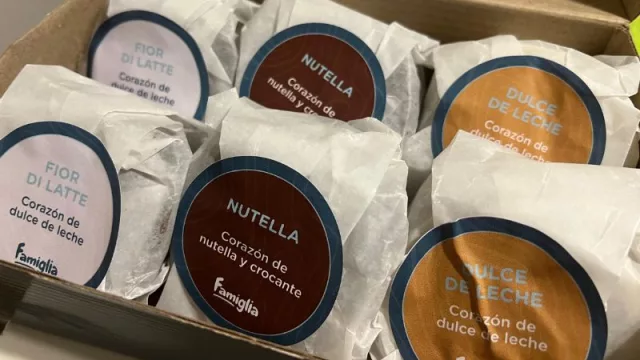 FIOR
DI LATTE
Corazón de
dulce de leche
NUTELLA
Corazón de
nutella y crocante
DULCE
DE LECHE
Corazón de
dulce de leche
FIOR
DI LATTE
Corazón de
dulce de leche
Famiglia
NUTELLA
Corazón de
nutella y crocante
Famiglia
DULCE
DE LECHE
Corazón de
dulce de leche